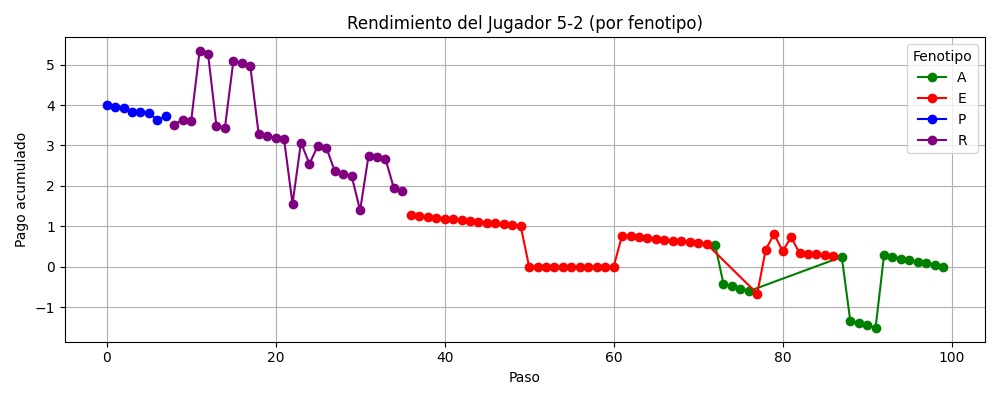 Rendimiento del Jugador 5-2 (por fenotipo)
Pago acumulado
5
4
3
2
1
0
−1
Fenotipo
A
E
P
R
0 20 40 60 80 100
Paso